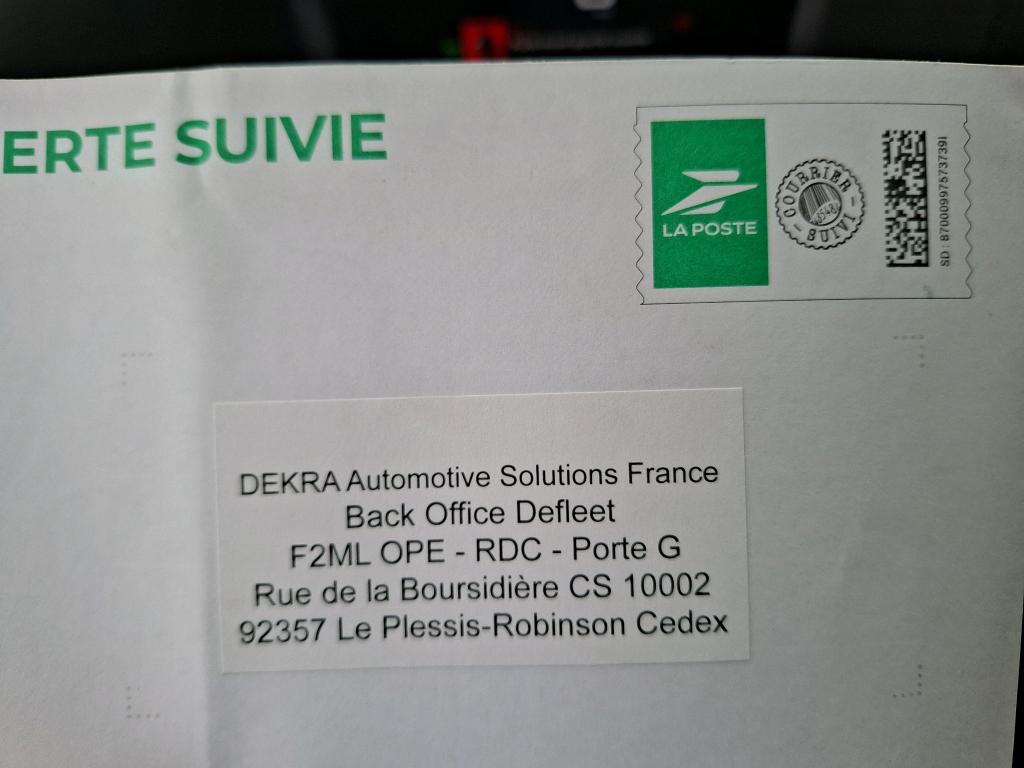 ERTE SUIVIE
LA POSTE
COURRIER
SUIVI
SD : 87000997573739I
DEKRA Automotive Solutions France
Back Office Defleet
F2ML OPE - RDC - Porte G
Rue de la Boursidière CS 10002
92357 Le Plessis-Robinson Cedex